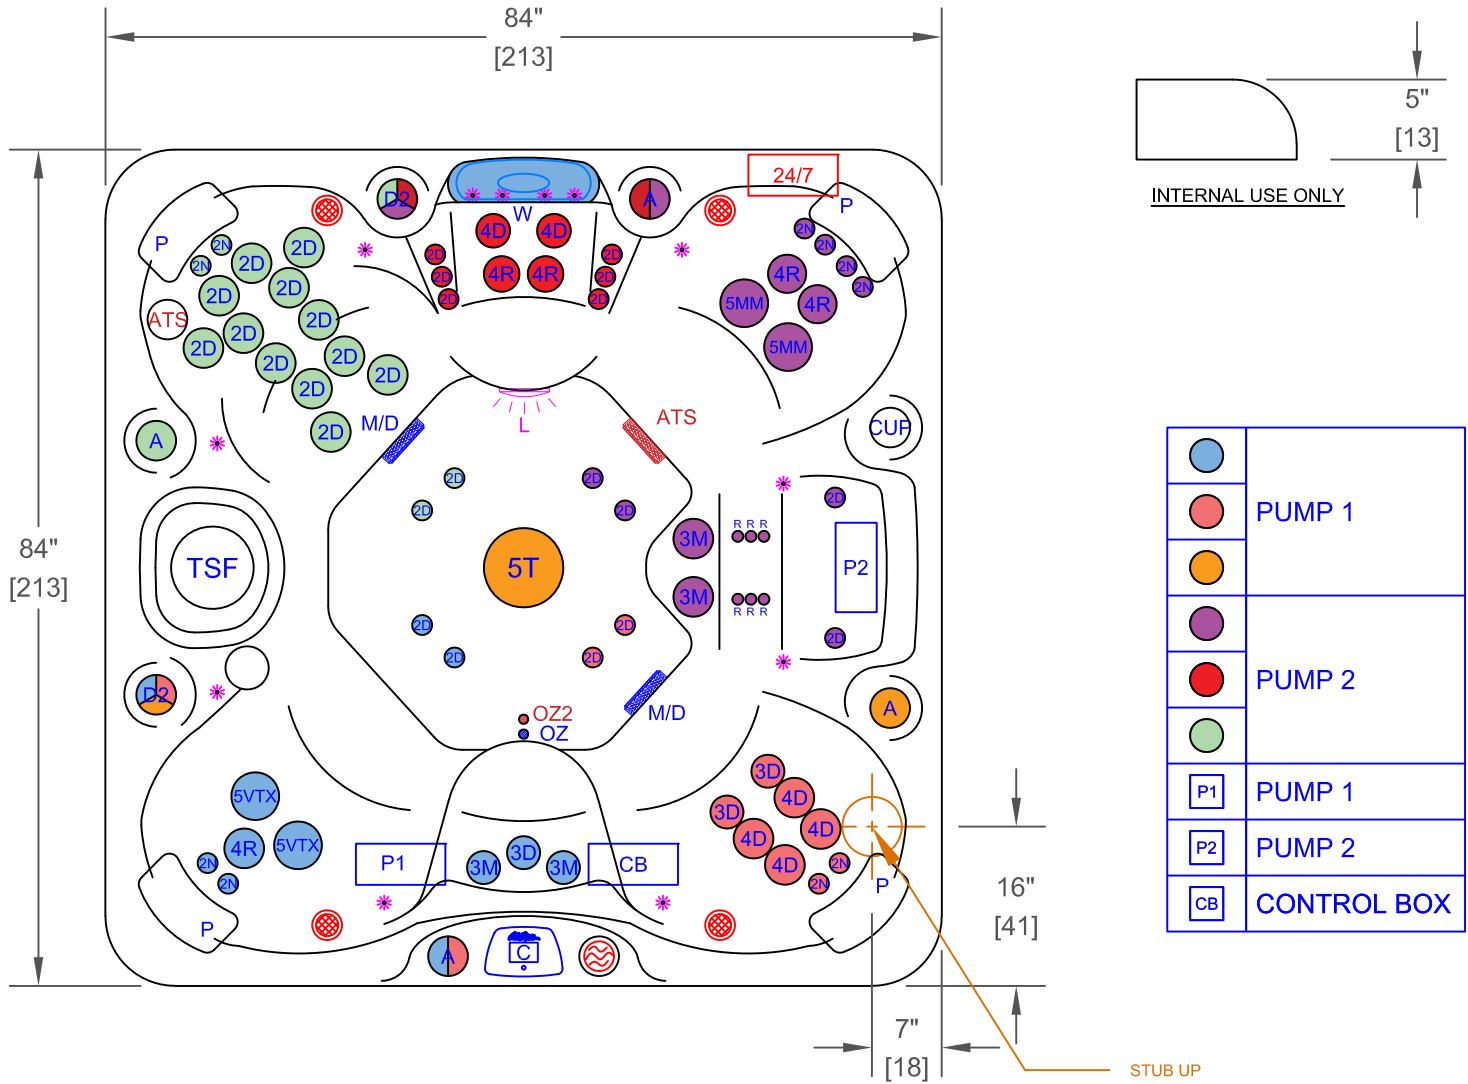 84"
[213]
5"
[13]
INTERNAL USE ONLY
24/7
D2
A
W
P
P
4D
4D
2D
2D
2N
2N
2D
2D
2D
2D
2D
2D
4R
4R
2D
2D
2D
2D
2N
2N
2N
2N
4R
5MM
4R
5MM
ATS
2D
2D
2D
2D
2D
2D
2D
2D
M/D
L
ATS
A
CUP
2D
2D
2D
2D
2D
R R R
84"
[213]
TSF
5T
3M
3M
P2
R R R
2D
2D
2D
2D
2D
D2
A
OZ2
OZ
M/D
5VTX
4R
5VTX
2N
2N
P1
3M
3D
3M
CB
3D
4D
3D
4D
4D
4D
2N
2N
P
P
A
C
16"
[41]
7"
[18]
STUB UP
PUMP 1
PUMP 2
P1 PUMP 1
P2 PUMP 2
CB CONTROL BOX